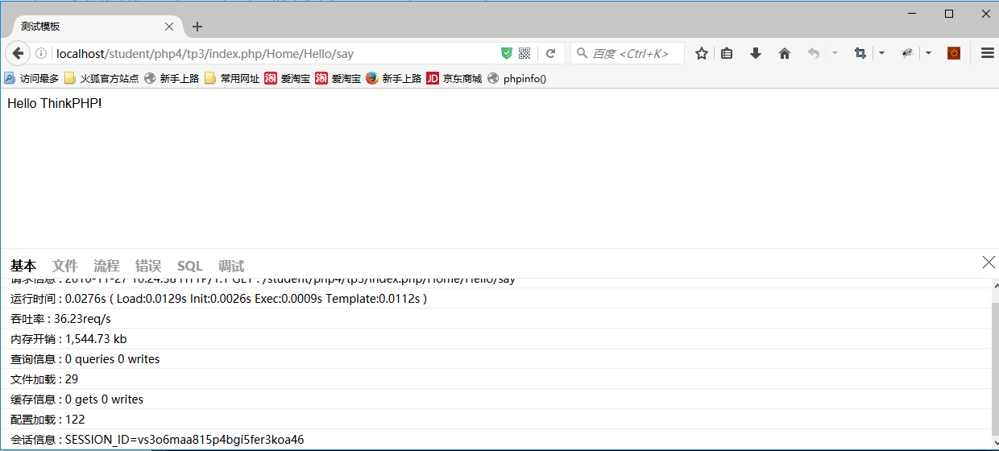 测试模板
localhost/student/php4/tp3/index.php/Home/Hello/say
百度 <Ctrl+K>
访问最多 火狐官方站点 新手上路 常用网址 淘 爱淘宝 淘 爱淘宝 新手上路 JD 京东商城 phpinfo()
Hello ThinkPHP!
基本 文件 流程 错误 SQL 调试
请求信息 : 2016-11-27 10:24:38 HTTP/1.1 GET : /student/php4/tp3/index.php/Home/Hello/say
运行时间 : 0.0276s ( Load:0.0129s Init:0.0026s Exec:0.0009s Template:0.0112s )
吞吐率 : 36.23req/s
内存开销 : 1,544.73 kb
查询信息 : 0 queries 0 writes
文件加载 : 29
缓存信息 : 0 gets 0 writes
配置加载 : 122
会话信息 : SESSION_ID=vs3o6maa815p4bgi5fer3koa46